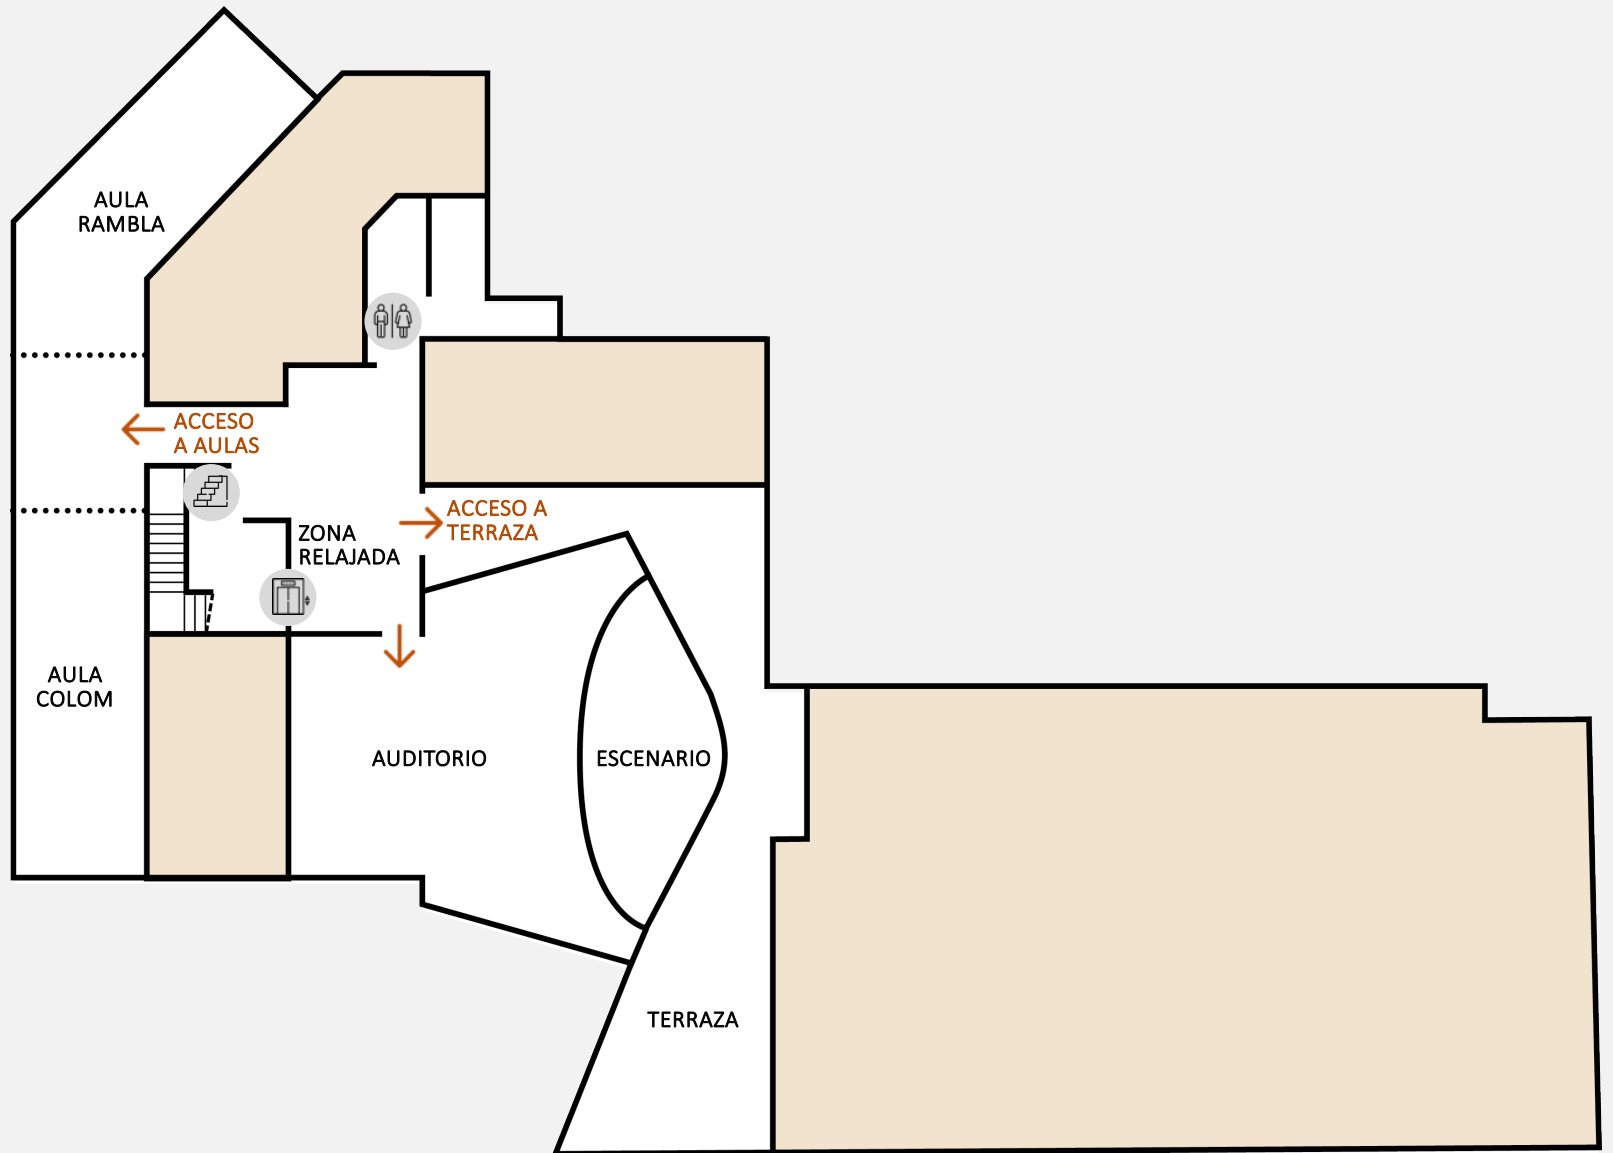 AULA
RAMBLA
ACCESO
A AULAS
ACCESO A
TERRAZA
ZONA
RELAJADA
AULA
COLOM
AUDITORIO
ESCENARIO
TERRAZA